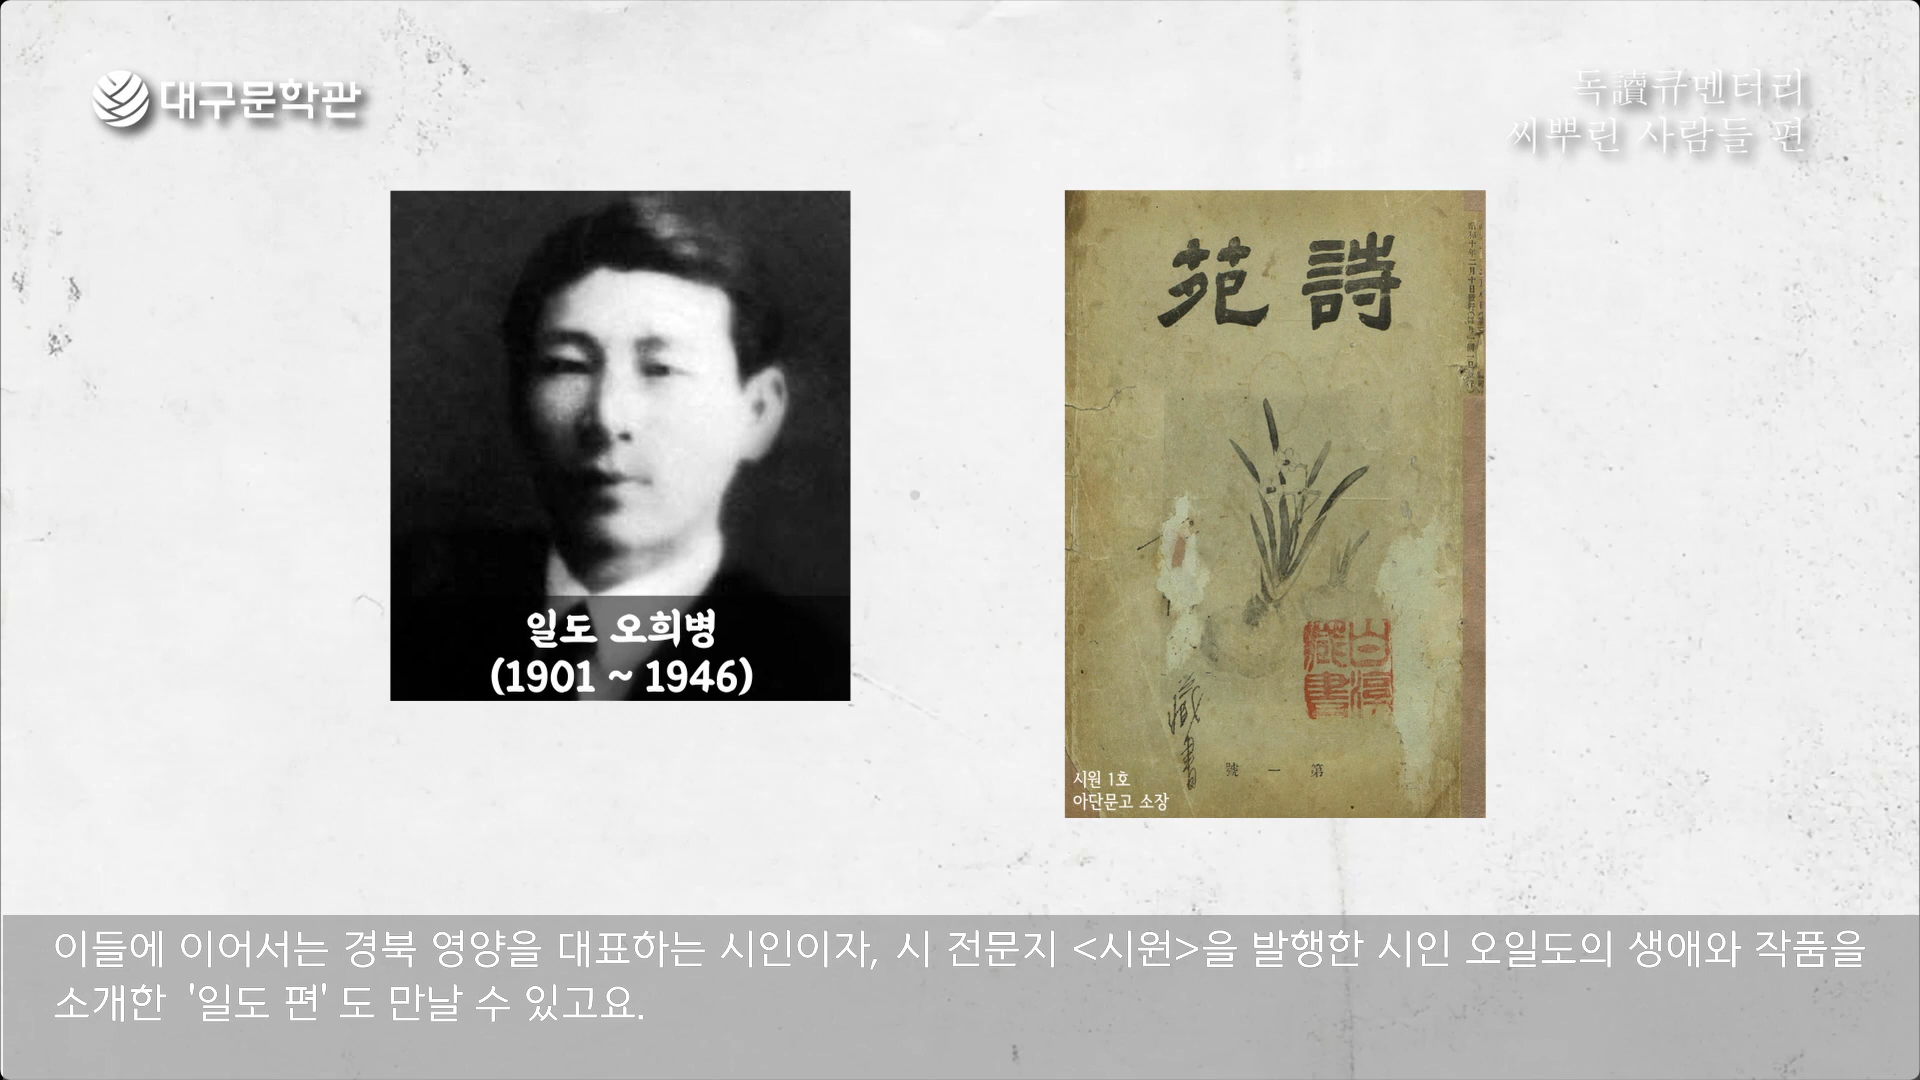 대구문학관
독讀큐멘터리
씨뿌린 사람들 편
일도 오희병
(1901 ~ 1946)
詩苑
第一號
藏書
시원 1호
아단문고 소장
이들에 이어서는 경북 영양을 대표하는 시인이자, 시 전문지 <시원>을 발행한 시인 오일도의 생애와 작품을
소개한 '일도 편' 도 만날 수 있고요.